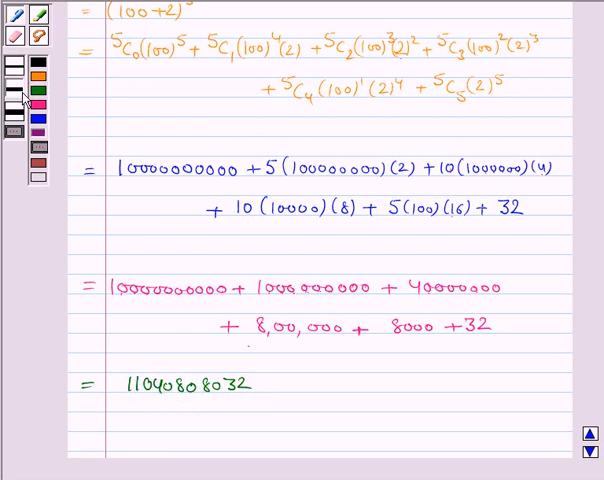 = (100+2)⁵
= ⁵C₀(100)⁵ + ⁵C₁(100)⁴(2) + ⁵C₂(100)³(2)² + ⁵C₃(100)²(2)³
+ ⁵C₄(100)¹(2)⁴ + ⁵C₅(2)⁵
= 10000000000 + 5(100000000)(2) + 10(1000000)(4)
+ 10(10000)(8) + 5(100)(16) + 32
= 10000000000 + 1000000000 + 40000000
+ 8,00,000 + 8000 + 32
= 11040808032